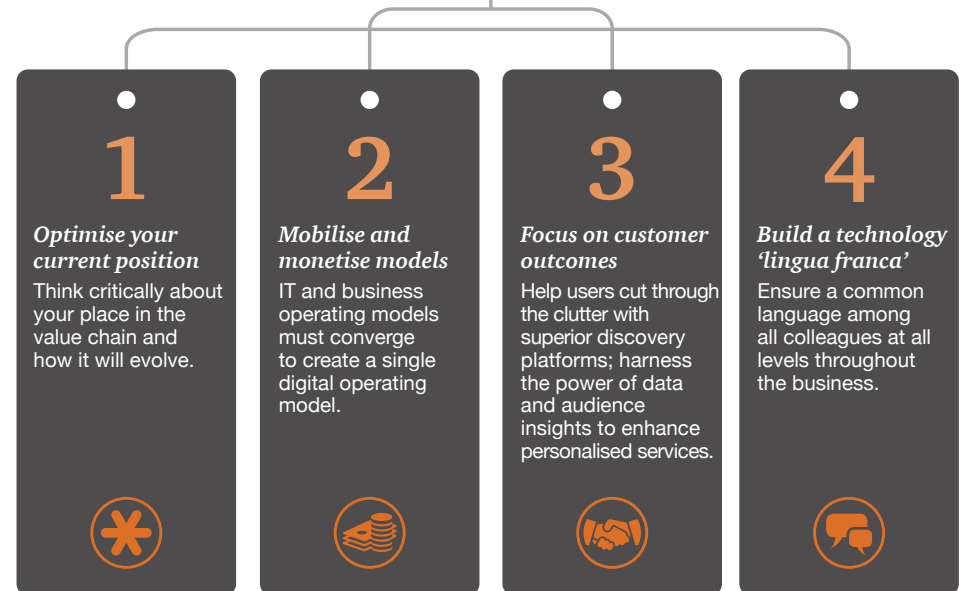 1
Optimise your
current position
Think critically about
your place in the
value chain and
how it will evolve.
2
Mobilise and
monetise models
IT and business
operating models
must converge
to create a single
digital operating
model.
3
Focus on customer
outcomes
Help users cut through
the clutter with
superior discovery
platforms; harness
the power of data
and audience
insights to enhance
personalised services.
4
Build a technology
‘lingua franca’
Ensure a common
language among
all colleagues at all
levels throughout
the business.